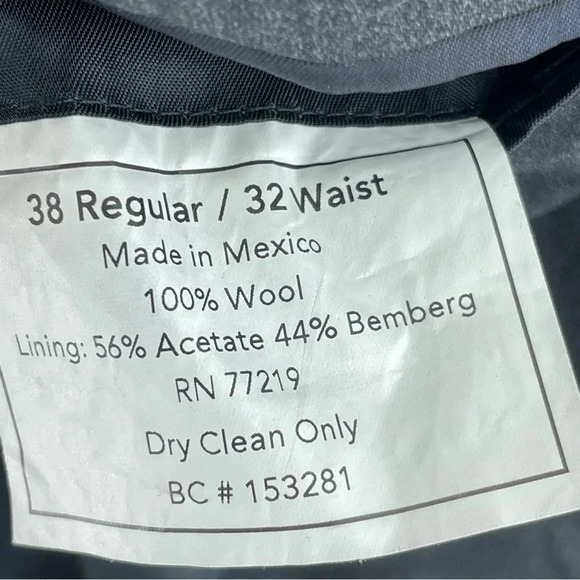 38 Regular / 32Waist
Made in Mexico
100% Wool
Lining: 56% Acetate 44% Bemberg
RN 77219
Dry Clean Only
BC # 153281